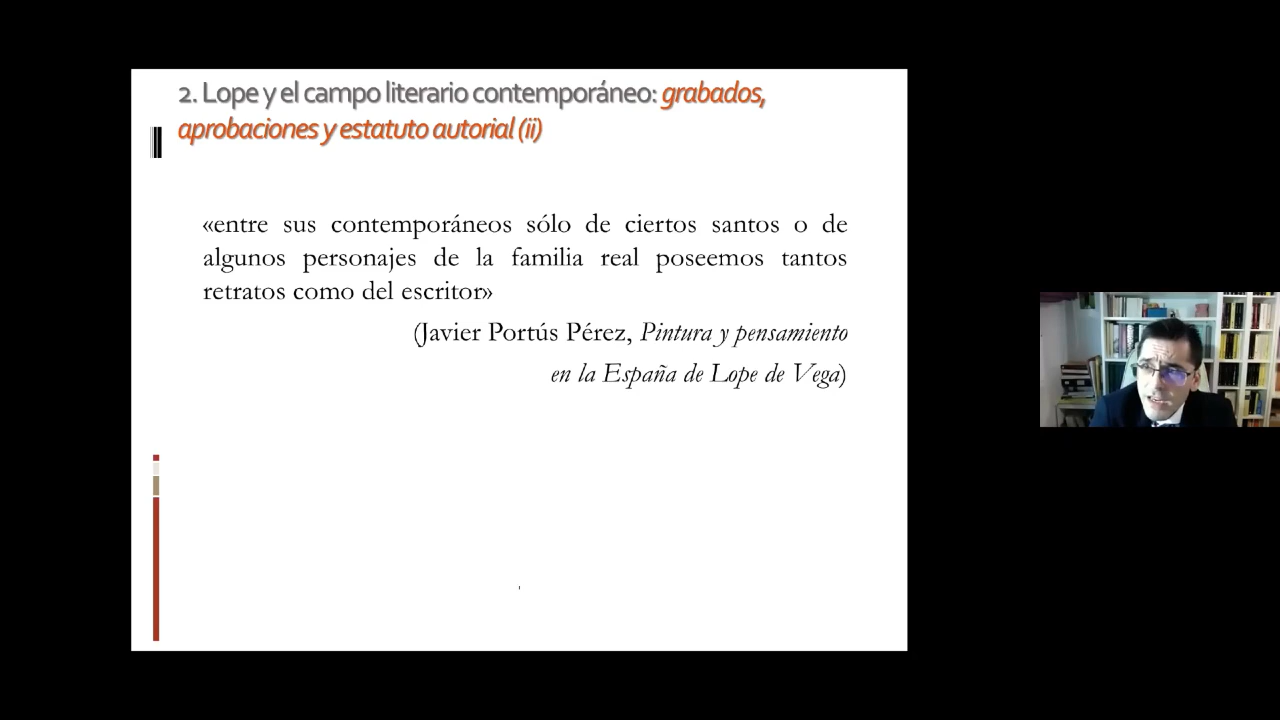 2. Lope y el campo literario contemporáneo: grabados,
aprobaciones y estatuto autorial (ii)
«entre sus contemporáneos sólo de ciertos santos o de
algunos personajes de la familia real poseemos tantos
retratos como del escritor»
(Javier Portús Pérez, Pintura y pensamiento
en la España de Lope de Vega)